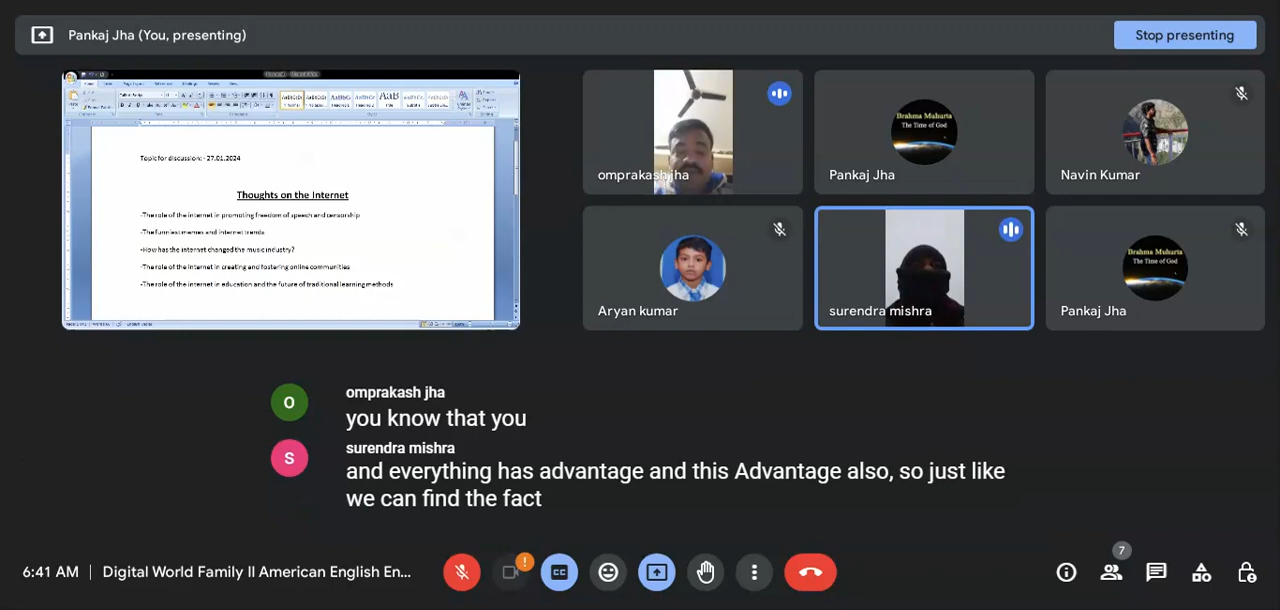 Pankaj Jha (You, presenting)
Stop presenting
Topic for discussion: - 27.01.2024
Thoughts on the Internet
-The role of the internet in promoting freedom of speech and censorship
-The funniest memes and internet trends
-How has the internet changed the music industry?
-The role of the internet in creating and fostering online communities
-The role of the internet in education and the future of traditional learning methods
omprakash jha
Brahma Muhurta
The Time of God
Pankaj Jha
Navin Kumar
Aryan kumar
surendra mishra
Brahma Muhurta
The Time of God
Pankaj Jha
O
omprakash jha
you know that you
S
surendra mishra
and everything has advantage and this Advantage also, so just like
we can find the fact
6:41 AM | Digital World Family II American English En...
CC
7